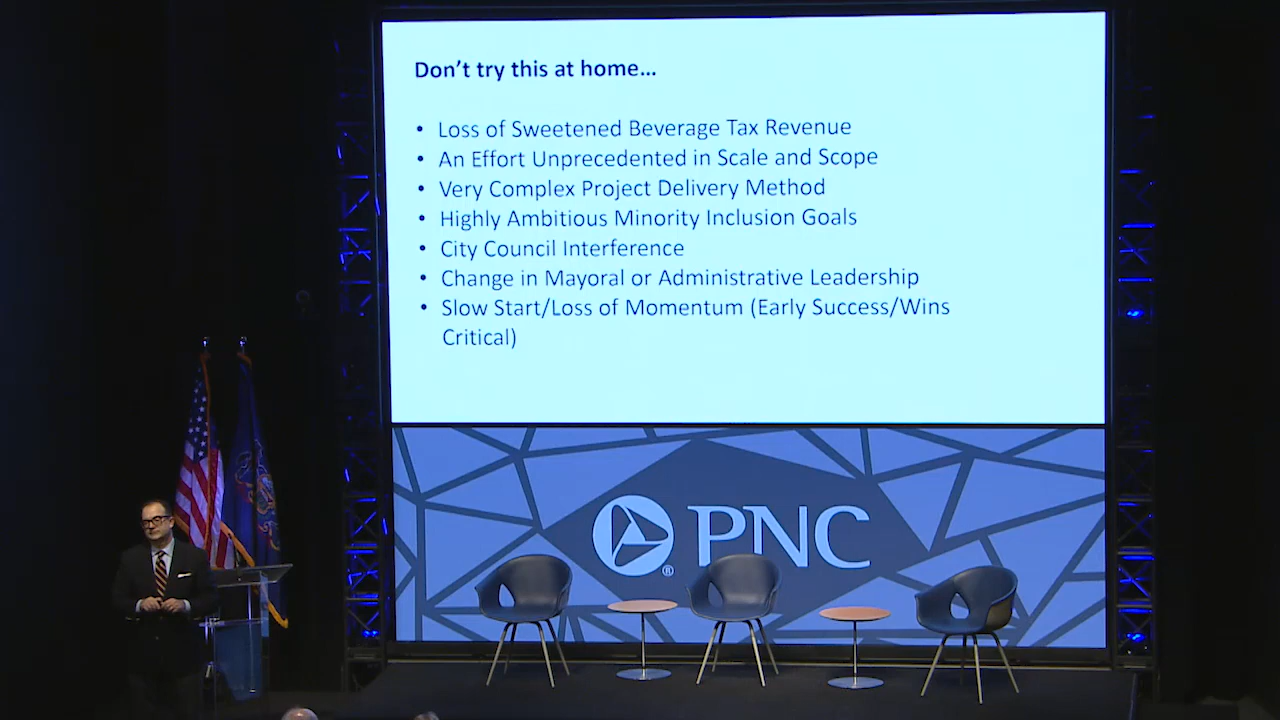 Don't try this at home...
• Loss of Sweetened Beverage Tax Revenue
• An Effort Unprecedented in Scale and Scope
• Very Complex Project Delivery Method
• Highly Ambitious Minority Inclusion Goals
• City Council Interference
• Change in Mayoral or Administrative Leadership
• Slow Start/Loss of Momentum (Early Success/Wins
Critical)
® PNC